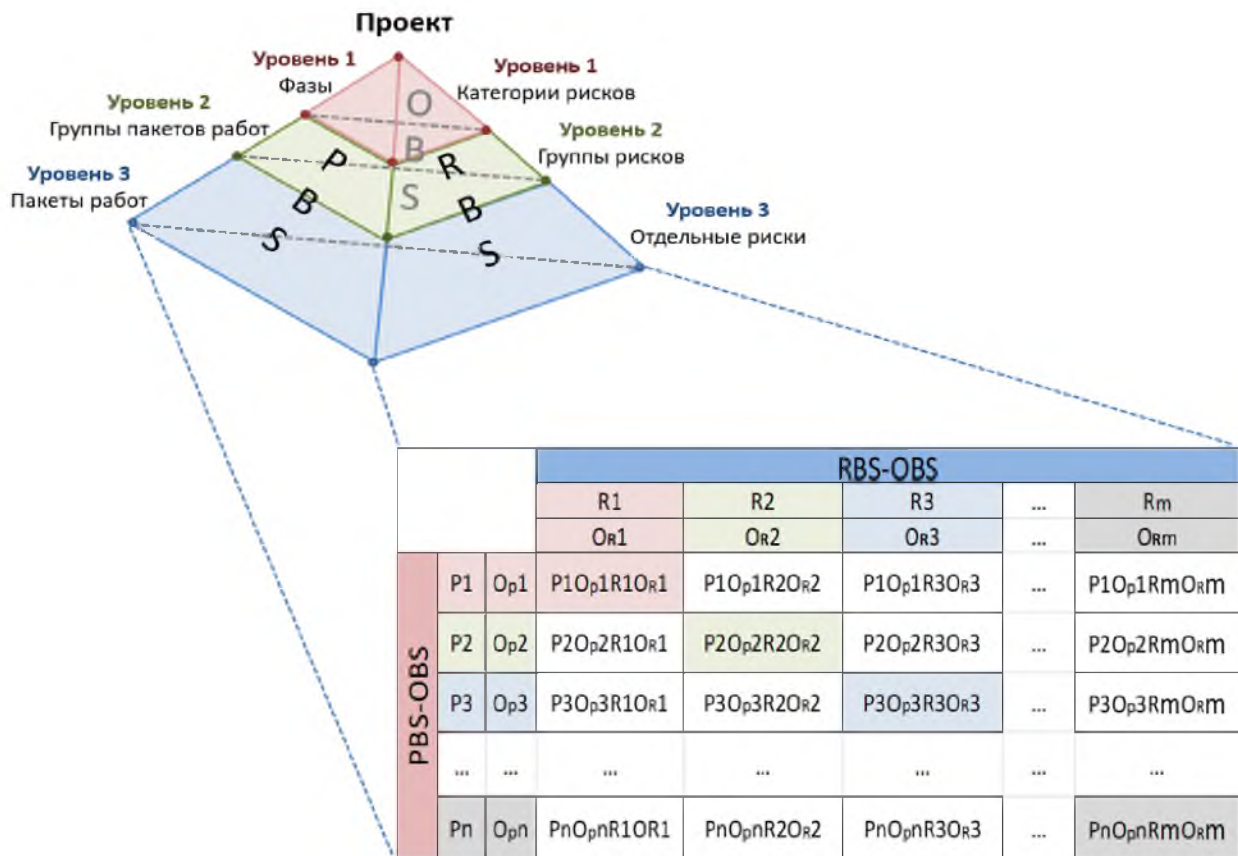 Проект
Уровень 1
Фазы
Уровень 1
Категории рисков
Уровень 2
Группы пакетов работ
Уровень 2
Группы рисков
Уровень 3
Пакеты работ
Уровень 3
Отдельные риски
O
B
S
P
B
S
R
B
S
RBS-OBS
R1 R2 R3 ... Rm
OR1 OR2 OR3 ... ORm
PBS-OBS
P1 Op1 P1Op1R1OR1 P1Op1R2OR2 P1Op1R3OR3 ... P1Op1RmORm
P2 Op2 P2Op2R1OR1 P2Op2R2OR2 P2Op2R3OR3 ... P2Op2RmORm
P3 Op3 P3Op3R1OR1 P3Op3R2OR2 P3Op3R3OR3 ... P3Op3RmORm
... ... ... ... ... ... ...
Pn Opn PnOpnR1OR1 PnOpnR2OR2 PnOpnR3OR3 ... PnOpnRmORm